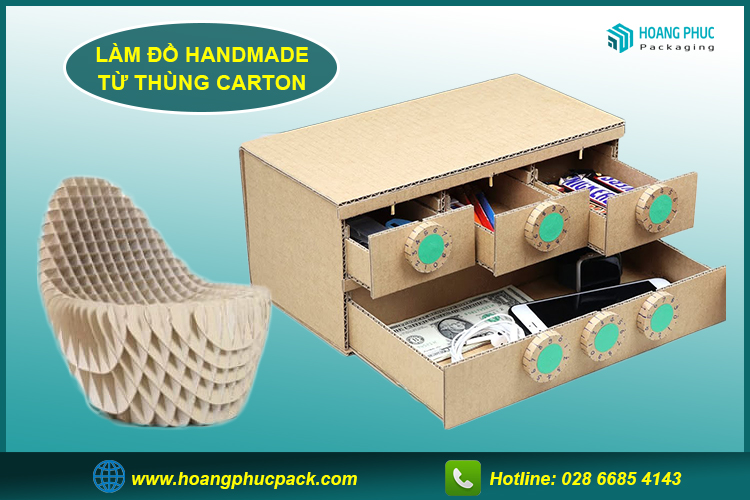 LÀM ĐỒ HANDMADE
TỪ THÙNG CARTON
HOANG PHUC
Packaging
www.hoangphucpack.com
Hotline: 028 6685 4143